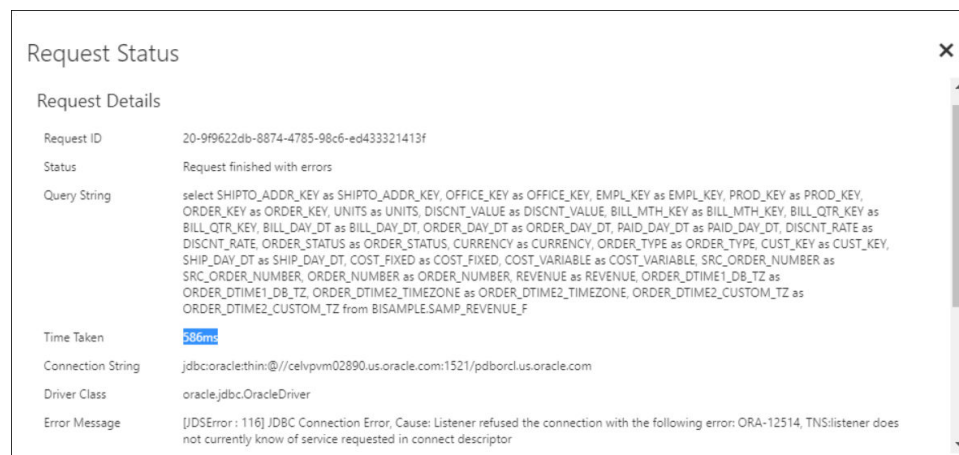 Request Status
Request Details
Request ID 20-9f9622db-8874-4785-98c6-ed433321413f
Status Request finished with errors
Query String select SHIPTO_ADDR_KEY as SHIPTO_ADDR_KEY, OFFICE_KEY as OFFICE_KEY, EMPL_KEY as EMPL_KEY, PROD_KEY as PROD_KEY,
ORDER_KEY as ORDER_KEY, UNITS as UNITS, DISCNT_VALUE as DISCNT_VALUE, BILL_MTH_KEY as BILL_MTH_KEY, BILL_QTR_KEY as
BILL_QTR_KEY, BILL_DAY_DT as BILL_DAY_DT, ORDER_DAY_DT as ORDER_DAY_DT, PAID_DAY_DT as PAID_DAY_DT, DISCNT_RATE as
DISCNT_RATE, ORDER_STATUS as ORDER_STATUS, CURRENCY as CURRENCY, ORDER_TYPE as ORDER_TYPE, CUST_KEY as CUST_KEY,
SHIP_DAY_DT as SHIP_DAY_DT, COST_FIXED as COST_FIXED, COST_VARIABLE as COST_VARIABLE, SRC_ORDER_NUMBER as
SRC_ORDER_NUMBER, ORDER_NUMBER as ORDER_NUMBER, REVENUE as REVENUE, ORDER_DTIME1_DB_TZ as
ORDER_DTIME1_DB_TZ, ORDER_DTIME2_TIMEZONE as ORDER_DTIME2_TIMEZONE, ORDER_DTIME2_CUSTOM_TZ as
ORDER_DTIME2_CUSTOM_TZ from BISAMPLE.SAMP_REVENUE_F
Time Taken 586ms
Connection String jdbc:oracle:thin:@//celvpvm02890.us.oracle.com:1521/pdborcl.us.oracle.com
Driver Class oracle.jdbc.OracleDriver
Error Message [JDSError : 116] JDBC Connection Error, Cause: Listener refused the connection with the following error: ORA-12514, TNS:listener does
not currently know of service requested in connect descriptor